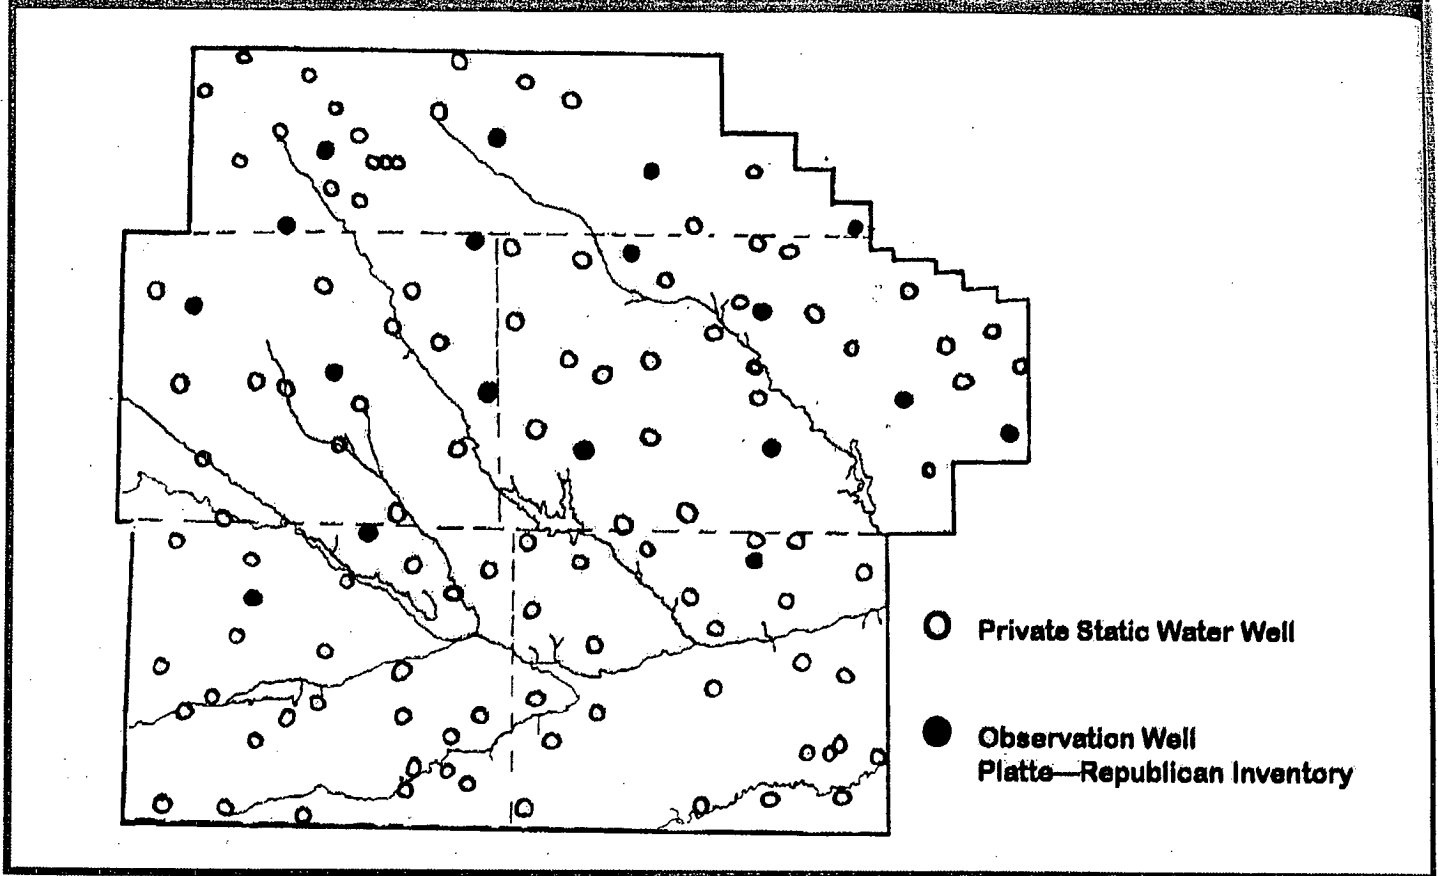 Private Static Water Well
Observation Well
Platte—Republican Inventory